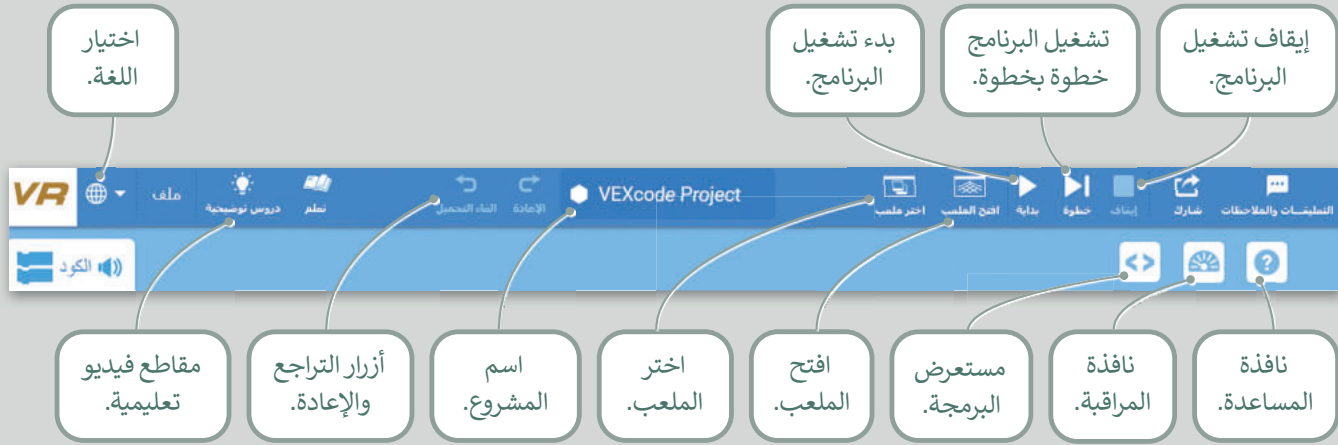 إيقاف تشغيل
البرنامج.
تشغيل البرنامج
خطوة بخطوة.
بدء تشغيل
البرنامج.
اختيار
اللغة.
التعليقات والملاحظات
شارك
إيقاف
خطوة
بداية
افتح الملعب
اختر ملعب
VEXcode Project
الإعادة
الغاء التحميل
تعلم
دروس توضيحية
ملف
VR
الكود
نافذة
المساعدة.
نافذة
المراقبة.
مستعرض
البرمجة.
افتح
الملعب.
اختر
الملعب.
اسم
المشروع.
أزرار التراجع
والإعادة.
مقاطع فيديو
تعليمية.